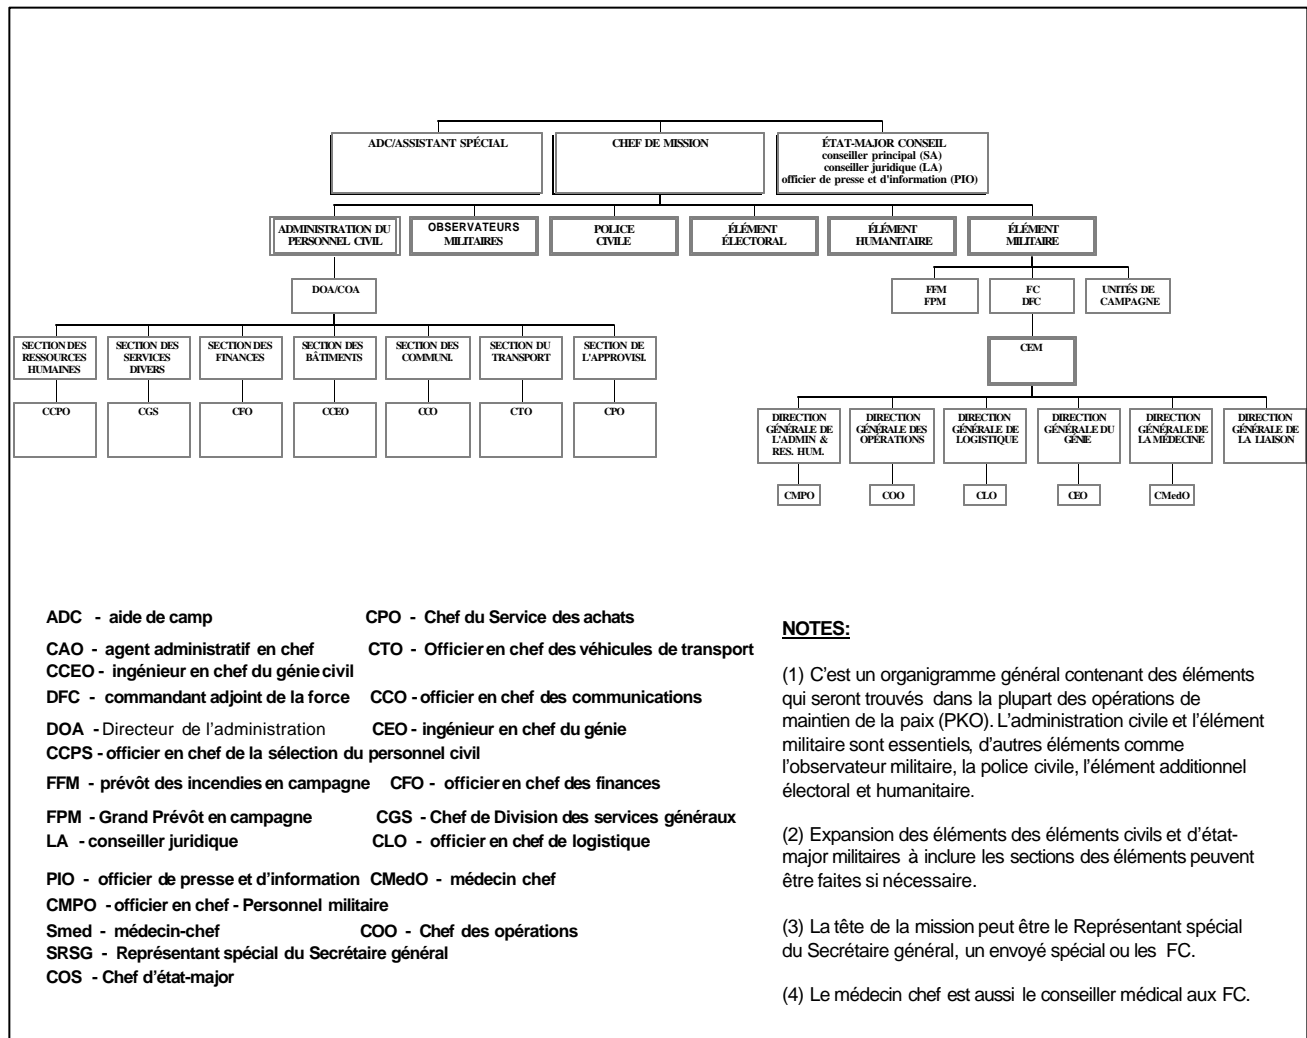 ADC/ASSISTANT SPÉCIAL
CHEF DE MISSION
ÉTAT-MAJOR CONSEIL
conseiller principal (SA)
conseiller juridique (LA)
officier de presse et d'information (PIO)
ADMINISTRATION DU
PERSONNEL CIVIL
OBSERVATEURS
MILITAIRES
POLICE
CIVILE
ÉLÉMENT
ÉLECTORAL
ÉLÉMENT
HUMANITAIRE
ÉLÉMENT
MILITAIRE
DOA/COA
FFM
FPM
FC
DFC
UNITÉS DE
CAMPAGNE
SECTION DES
RESSOURCES
HUMAINES
SECTION DES
SERVICES
DIVERS
SECTION DES
FINANCES
SECTION DES
BÂTIMENTS
SECTION DES
COMMUNI.
SECTION DU
TRANSPORT
SECTION DE
L'APPROVISI.
CEM
CCPO
CGS
CFO
CCEO
CCO
CTO
CPO
DIRECTION
GÉNÉRALE DE
L'ADMIN &
RES. HUM.
DIRECTION
GÉNÉRALE DES
OPÉRATIONS
DIRECTION
GÉNÉRALE DE
LOGISTIQUE
DIRECTION
GÉNÉRALE DU
GÉNIE
DIRECTION
GÉNÉRALE DE
LA MÉDECINE
DIRECTION
GÉNÉRALE DE
LA LIAISON
CMPO
COO
CLO
CEO
CMedO
ADC - aide de camp
CPO - Chef du Service des achats
CAO - agent administratif en chef
CTO - Officier en chef des véhicules de transport
CCEO - ingénieur en chef du génie civil
DFC - commandant adjoint de la force
CCO - officier en chef des communications
DOA - Directeur de l'administration
CEO - ingénieur en chef du génie
CCPS - officier en chef de la sélection du personnel civil
FFM - prévôt des incendies en campagne
CFO - officier en chef des finances
FPM - Grand Prévôt en campagne
CGS - Chef de Division des services généraux
LA - conseiller juridique
CLO - officier en chef de logistique
PIO - officier de presse et d'information
CMedO - médecin chef
CMPO - officier en chef - Personnel militaire
Smed - médecin-chef
COO - Chef des opérations
SRSG - Représentant spécial du Secrétaire général
COS - Chef d'état-major
NOTES:
(1) C'est un organigramme général contenant des éléments
qui seront trouvés dans la plupart des opérations de
maintien de la paix (PKO). L'administration civile et l'élément
militaire sont essentiels, d'autres éléments comme
l'observateur militaire, la police civile, l'élément additionnel
électoral et humanitaire.
(2) Expansion des éléments des éléments civils et d'état-
major militaires à inclure les sections des éléments peuvent
être faites si nécessaire.
(3) La tête de la mission peut être le Représentant spécial
du Secrétaire général, un envoyé spécial ou les FC.
(4) Le médecin chef est aussi le conseiller médical aux FC.